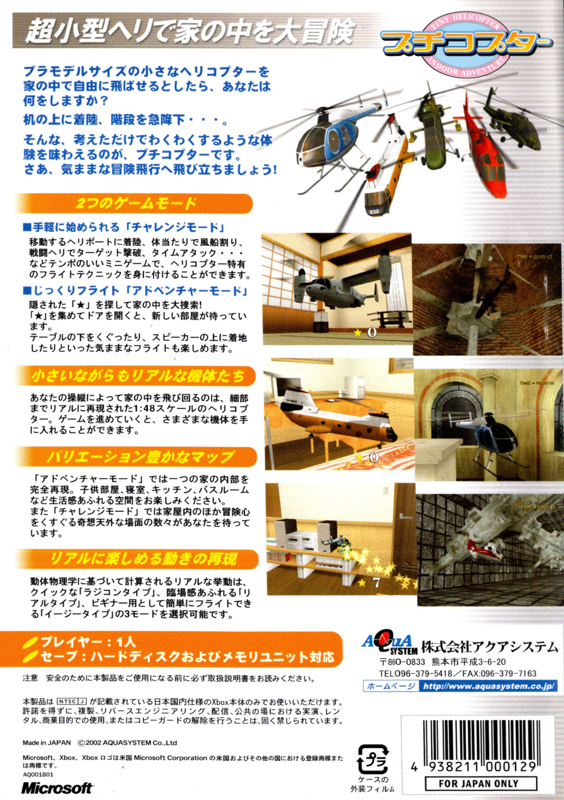 超小型ヘリで家の中を大冒険
TINY HELICOPTER
プチコプター
INDOOR ADVENTURE
プラモデルサイズの小さなヘリコプターを
家の中で自由に飛ばせるとしたら、あなたは
何をしますか？
机の上に着陸、階段を急降下・・・。
そんな、考えただけでわくわくするような体
験を味わえるのが、プチコプターです。
さあ、気ままな冒険飛行へ飛び立ちましょう!
2つのゲームモード
■手軽に始められる「チャレンジモード」
移動するヘリポートに着陸、体当たりで風船割り、
戦闘ヘリでターゲット撃破、タイムアタック・・・
などテンポのいいミニゲームで、ヘリコプター特有
のフライトテクニックを身に付けることができます。
■じっくりフライト「アドベンチャーモード」
隠された「★」を探して家の中を大捜索!
「★」を集めてドアを開くと、新しい部屋が待ってい
ます。
テーブルの下をくぐったり、スピーカーの上に着地
したりといった気ままなフライトも楽しめます。
★0
小さいながらもリアルな機体たち
あなたの操縦によって家の中を飛び回るのは、細部
までリアルに再現された1:48スケールのヘリコプ
ター。ゲームを進めていくと、さまざまな機体を手
に入れることができます。
★0
バリエーション豊かなマップ
「アドベンチャーモード」では一つの家の内部を
完全再現。子供部屋、寝室、キッチン、バスルーム
など生活感あふれる空間をお楽しみください。
また「チャレンジモード」では家屋内のほか冒険心
をくすぐる奇想天外な場面の数々があなたを待って
います。
7
リアルに楽しめる動きの再現
動体物理学に基づいて計算されるリアルな挙動は、
クイックな「ラジコンタイプ」、臨場感あふれる「リ
アルタイプ」、ビギナー用として簡単にフライトでき
る「イージータイプ」の3モードを選択可能です。
プレイヤー：1人
セーブ：ハードディスクおよびメモリユニット対応
AQUA SYSTEM 株式会社アクアシステム
〒860-0833 熊本市平成3-6-20
TEL096-379-5418／FAX:096-379-7163
ホームページ http://www.aquasystem.co.jp/
注意 安全のために本製品をご使用になる前に必ず取扱説明書をお読みください。
本製品は NTSC J が記載されている日本国内仕様のXbox本体のみでお使いいただけます。
許諾を得ずに、複製、リバースエンジニアリング、配信、公共の場における実演、レン
タル、商業目的での使用、またはコピーガードの解除を行うことは、固く禁じられています。
Made in JAPAN ©2002 AQUASYSTEM Co.,Ltd
Microsoft、Xbox、Xbox ロゴは米国 Microsoft Corporation の米国およびその他の国における登録商標また
は商標です。
AQ001801
Microsoft
プラ
ケースの
外装フィルム
4 938211 000129
FOR JAPAN ONLY